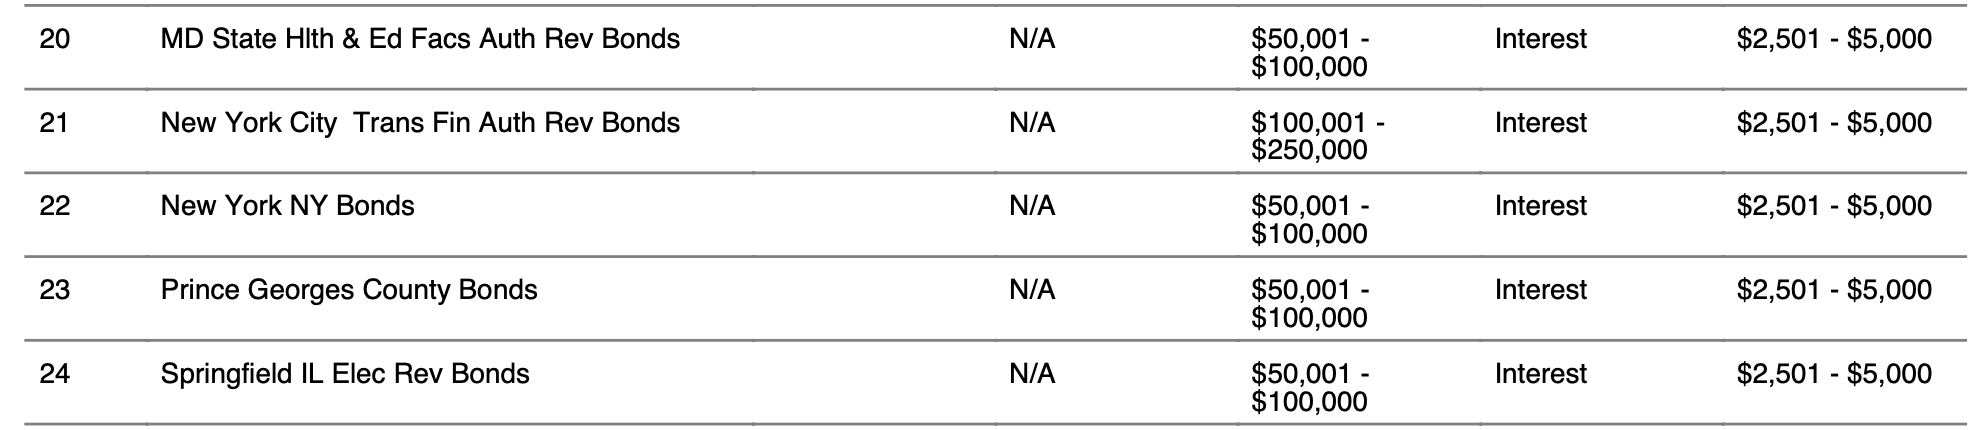 20 MD State Hlth & Ed Facs Auth Rev Bonds N/A $50,001 - Interest $2,501 - $5,000
$100,000
21 New York City  Trans Fin Auth Rev Bonds N/A $100,001 - Interest $2,501 - $5,000
$250,000
22 New York NY Bonds N/A $50,001 - Interest $2,501 - $5,000
$100,000
23 Prince Georges County Bonds N/A $50,001 - Interest $2,501 - $5,000
$100,000
24 Springfield IL Elec Rev Bonds N/A $50,001 - Interest $2,501 - $5,000
$100,000